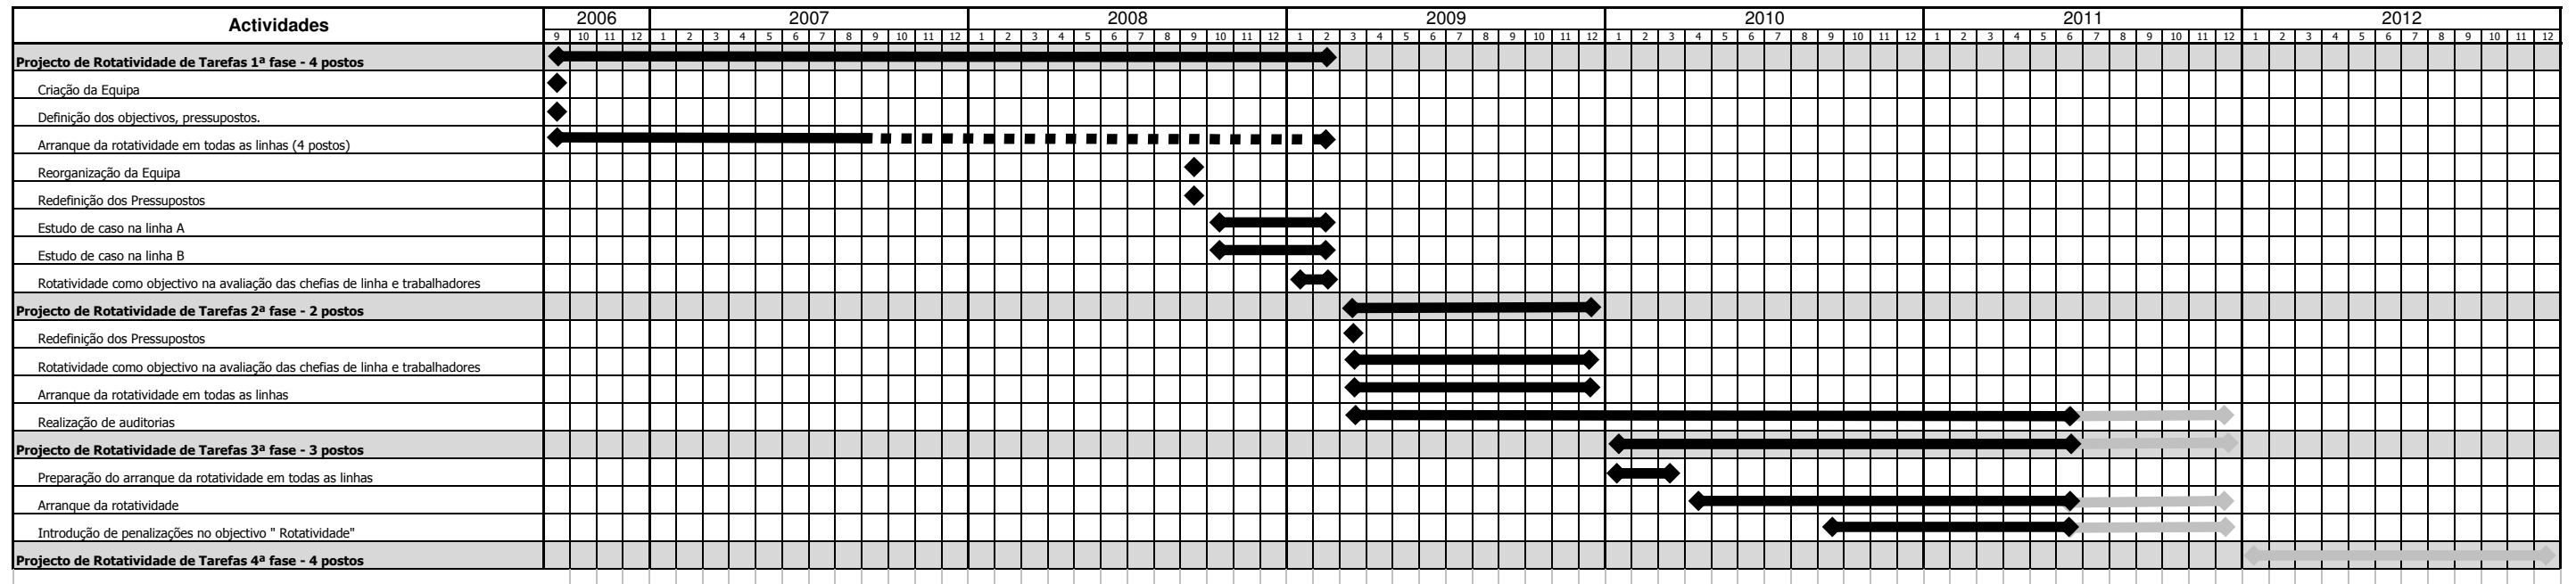 Actividades 2006 2007 2008 2009 2010 2011 2012
9 10 11 12 1 2 3 4 5 6 7 8 9 10 11 12 1 2 3 4 5 6 7 8 9 10 11 12 1 2 3 4 5 6 7 8 9 10 11 12 1 2 3 4 5 6 7 8 9 10 11 12 1 2 3 4 5 6 7 8 9 10 11 12 1 2 3 4 5 6 7 8 9 10 11 12
Projecto de Rotatividade de Tarefas 1ª fase - 4 postos
Criação da Equipa
Definição dos objectivos, pressupostos.
Arranque da rotatividade em todas as linhas (4 postos)
Reorganização da Equipa
Redefinição dos Pressupostos
Estudo de caso na linha A
Estudo de caso na linha B
Rotatividade como objectivo na avaliação das chefias de linha e trabalhadores
Projecto de Rotatividade de Tarefas 2ª fase - 2 postos
Redefinição dos Pressupostos
Rotatividade como objectivo na avaliação das chefias de linha e trabalhadores
Arranque da rotatividade em todas as linhas
Realização de auditorias
Projecto de Rotatividade de Tarefas 3ª fase - 3 postos
Preparação do arranque da rotatividade em todas as linhas
Arranque da rotatividade
Introdução de penalizações no objectivo " Rotatividade"
Projecto de Rotatividade de Tarefas 4ª fase - 4 postos